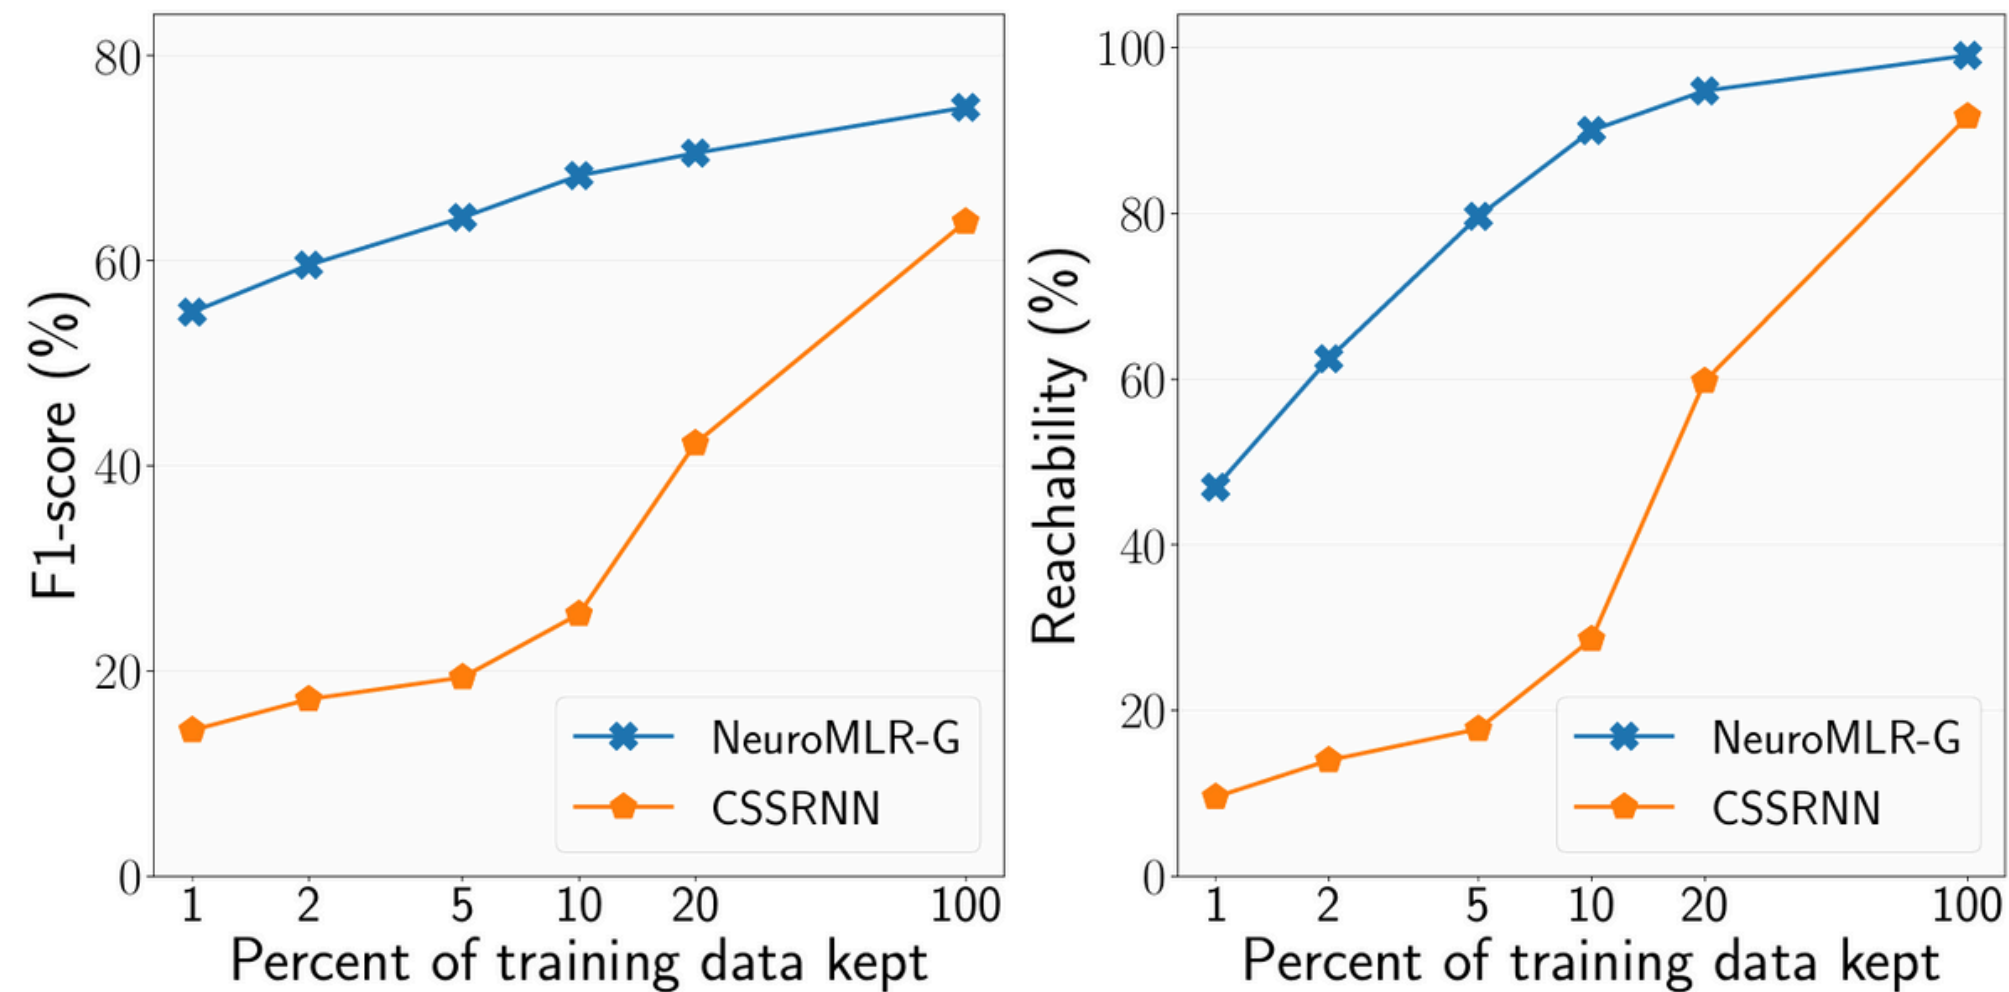 80
60
40
20
0
F1-score (%)
NeuroMLR-G
CSSRNN
1 2 5 10 20 100
Percent of training data kept
100
80
60
40
20
0
Reachability (%)
NeuroMLR-G
CSSRNN
1 2 5 10 20 100
Percent of training data kept